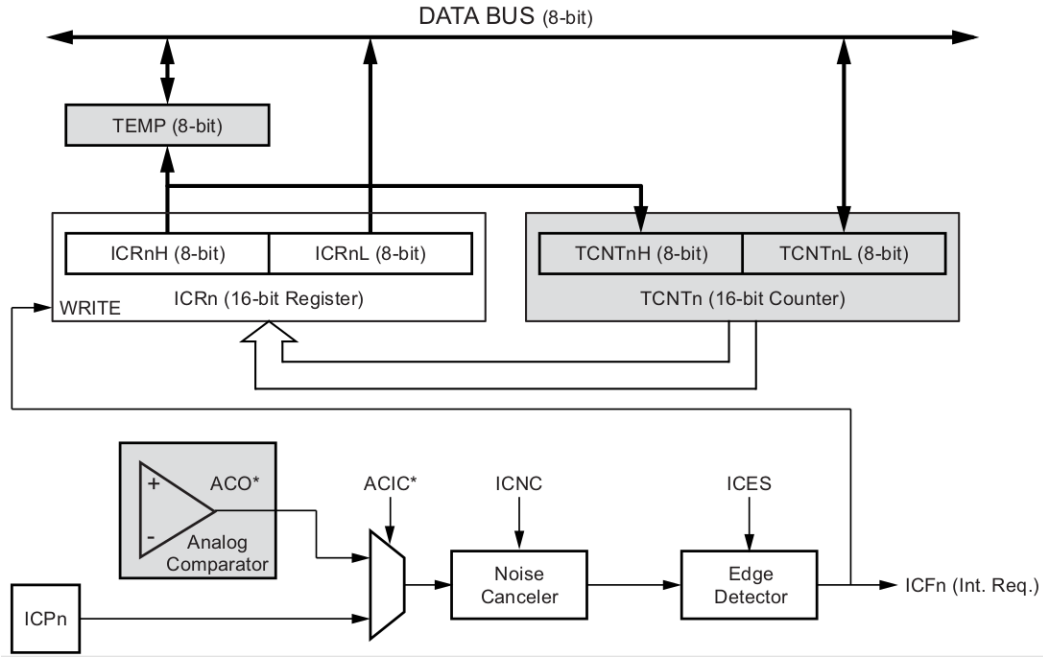 DATA BUS (8-bit)
TEMP (8-bit)
ICRnH (8-bit)
ICRnL (8-bit)
TCNTnH (8-bit)
TCNTnL (8-bit)
ICRn (16-bit Register)
TCNTn (16-bit Counter)
WRITE
+
ACO*
-
Analog
Comparator
ACIC*
ICNC
ICES
Noise
Canceler
Edge
Detector
ICFn (Int. Req.)
ICPn